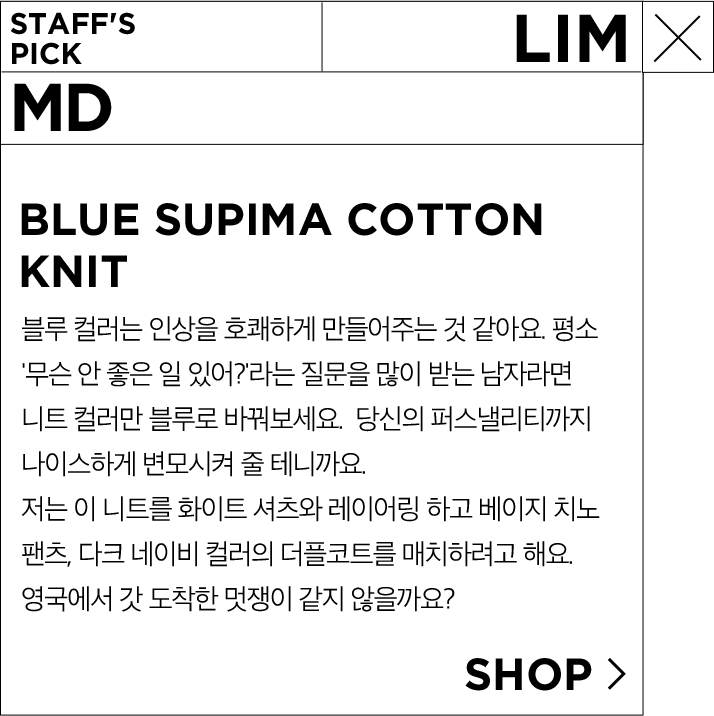 STAFF'S
PICK
LIM
MD
BLUE SUPIMA COTTON
KNIT
블루 컬러는 인상을 호쾌하게 만들어주는 것 같아요. 평소
'무슨 안 좋은 일 있어?'라는 질문을 많이 받는 남자라면
니트 컬러만 블루로 바꿔보세요. 당신의 퍼스낼리티까지
나이스하게 변모시켜 줄 테니까요.
저는 이 니트를 화이트 셔츠와 레이어링 하고 베이지 치노
팬츠, 다크 네이비 컬러의 더플코트를 매치하려고 해요.
영국에서 갓 도착한 멋쟁이 같지 않을까요?
SHOP >